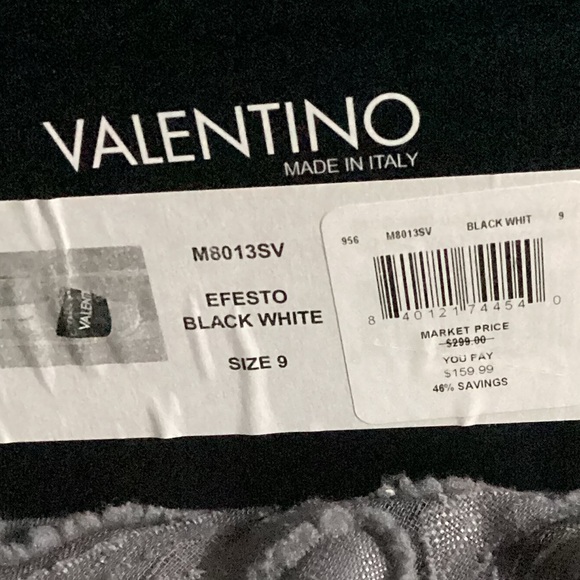 VALENTINO
MADE IN ITALY
M8013SV
EFESTO
BLACK WHITE
SIZE 9
956 M8013SV BLACK WHIT 9
8 40121 74454 0
MARKET PRICE
$299.00
YOU PAY
$159.99
46% SAVINGS
VALENT